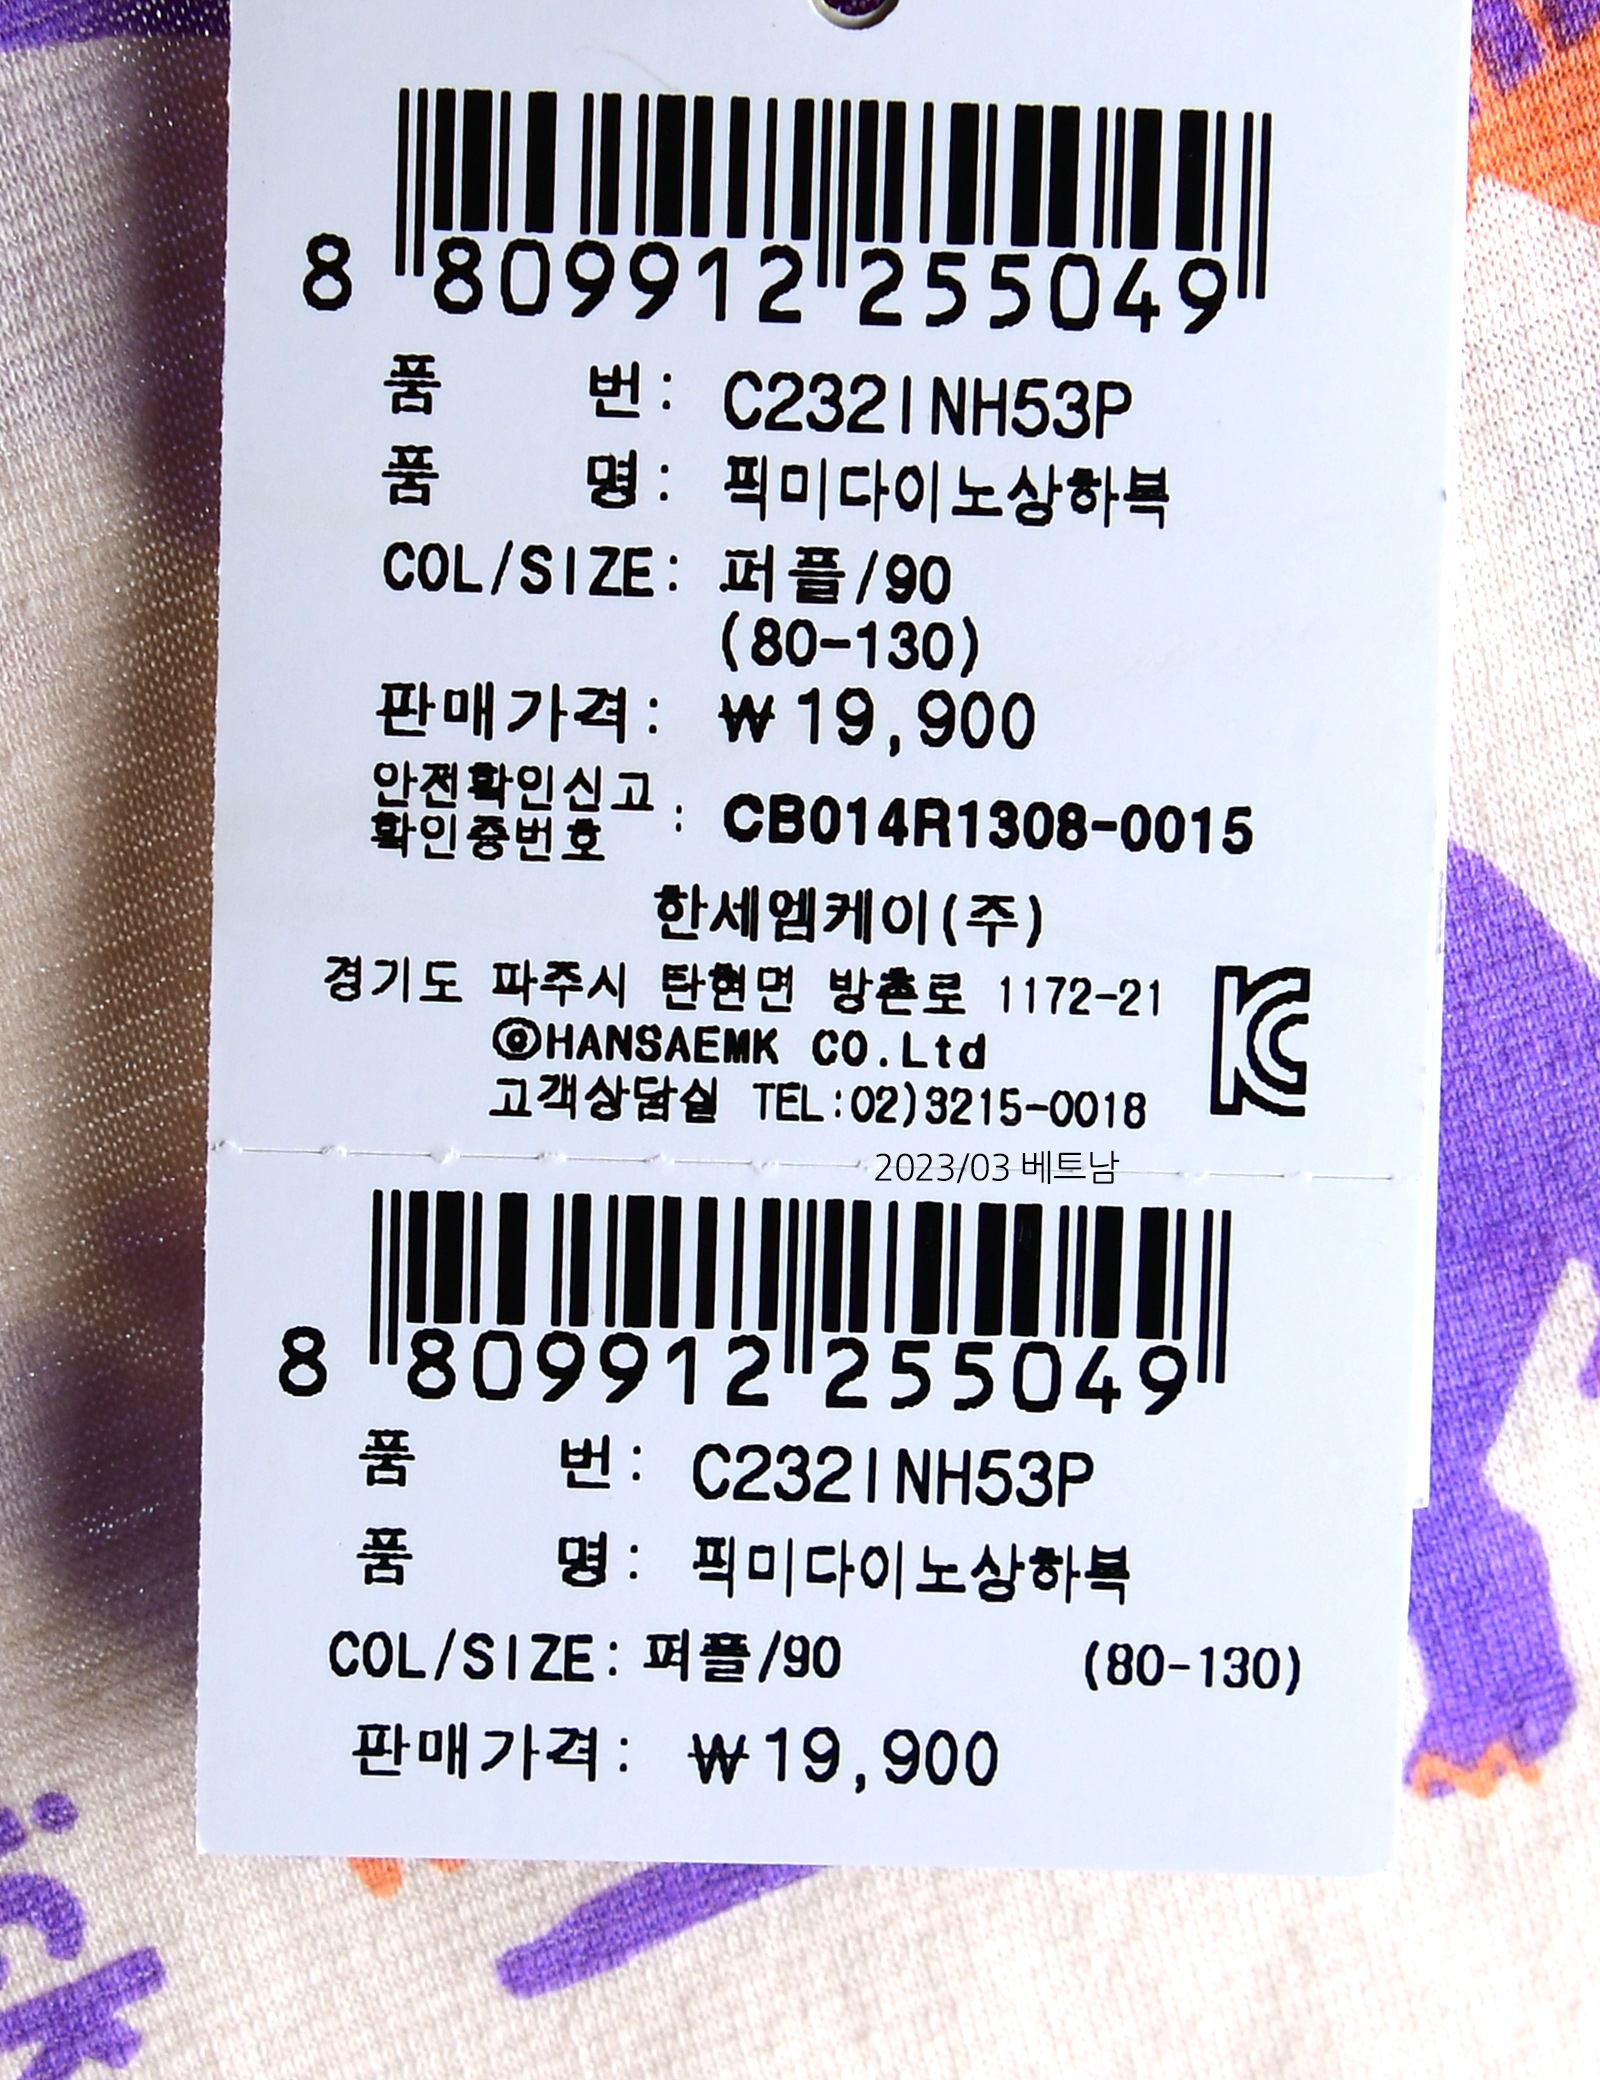 8 809912 255049
품 번: C232INH53P
품 명: 픽미다이노상하복
COL/SIZE: 퍼플/90
(80-130)
판매가격: ₩19,900
안전확인신고
확인증번호 : CB014R1308-0015
한세엠케이(주)
경기도 파주시 탄현면 방촌로 1172-21
ⓒHANSAEMK CO.Ltd
고객상담실 TEL:02)3215-0018
2023/03 베트남
8 809912 255049
품 번: C232INH53P
품 명: 픽미다이노상하복
COL/SIZE: 퍼플/90 (80-130)
판매가격: ₩19,900